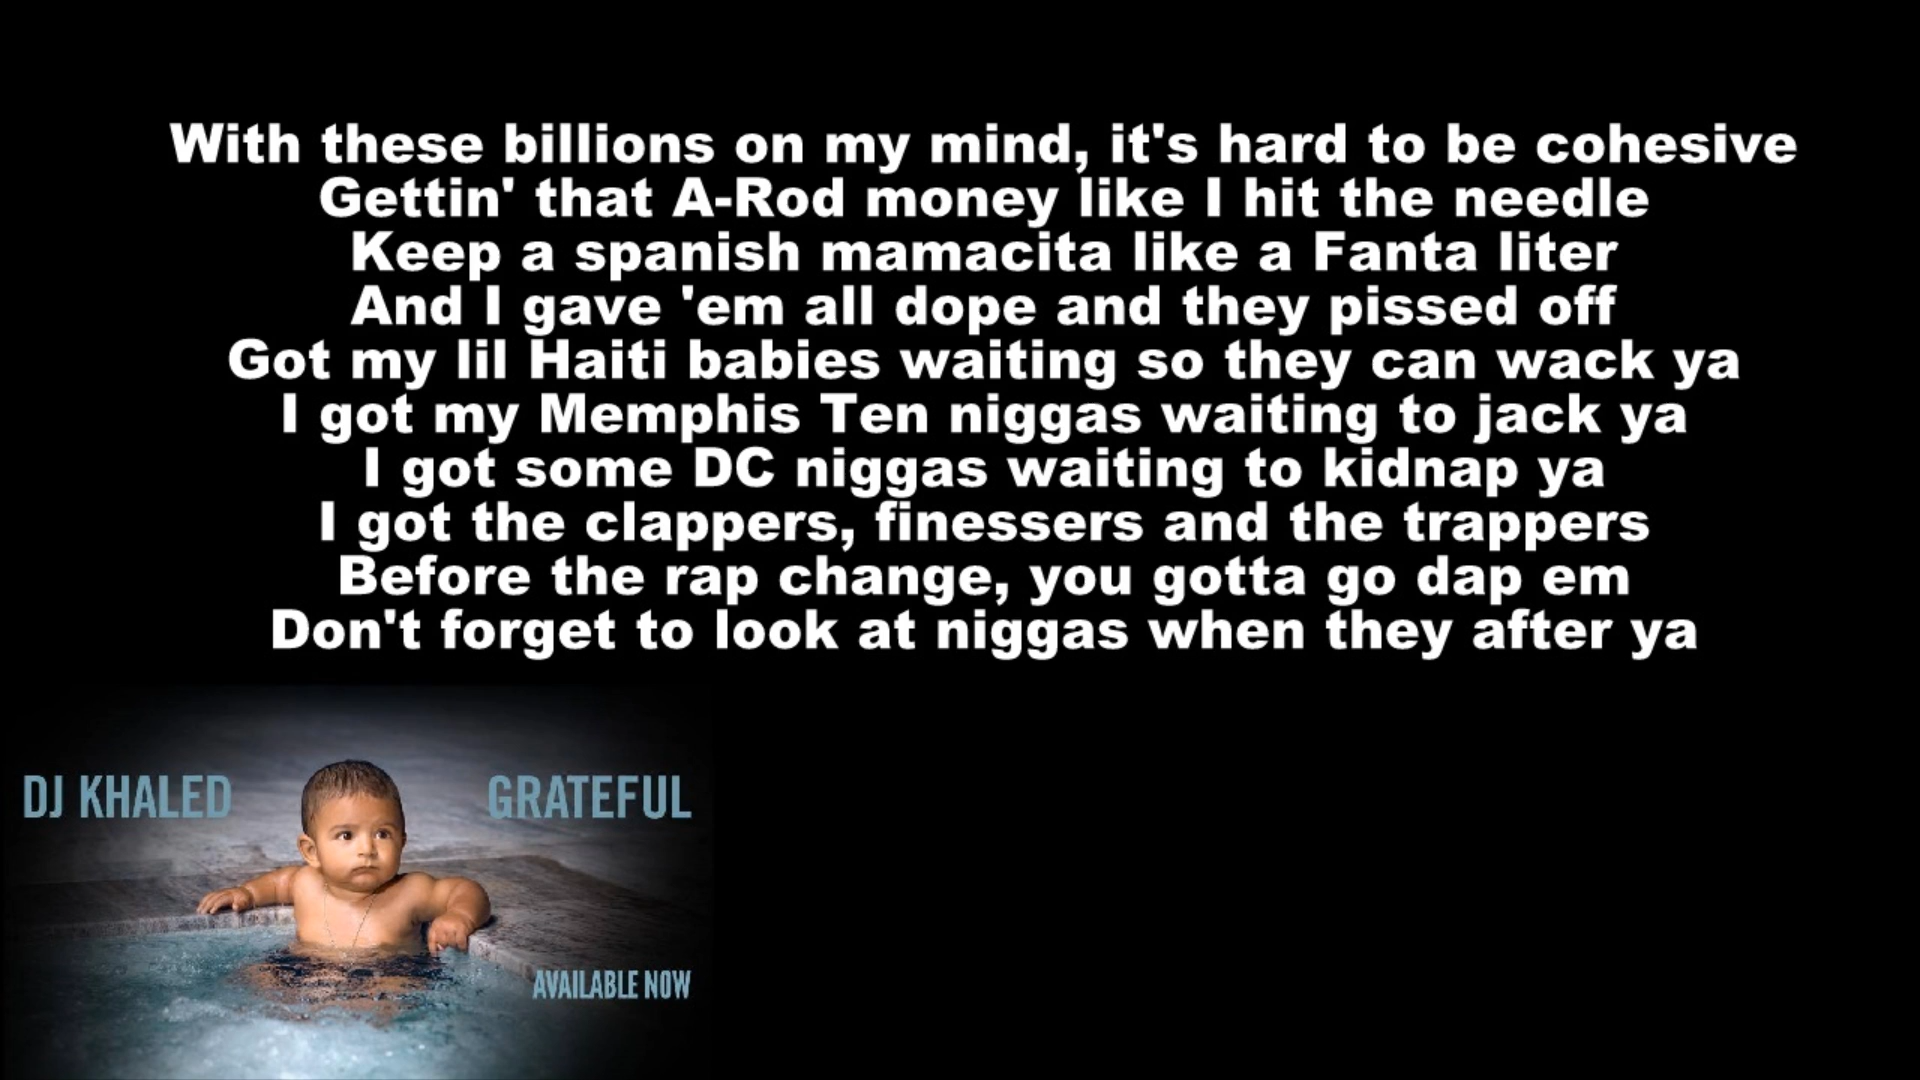 With these billions on my mind, it's hard to be cohesive
Gettin' that A-Rod money like I hit the needle
Keep a spanish mamacita like a Fanta liter
And I gave 'em all dope and they pissed off
Got my lil Haiti babies waiting so they can wack ya
I got my Memphis Ten niggas waiting to jack ya
I got some DC niggas waiting to kidnap ya
I got the clappers, finessers and the trappers
Before the rap change, you gotta go dap em
Don't forget to look at niggas when they after ya
DJ KHALED
GRATEFUL
AVAILABLE NOW